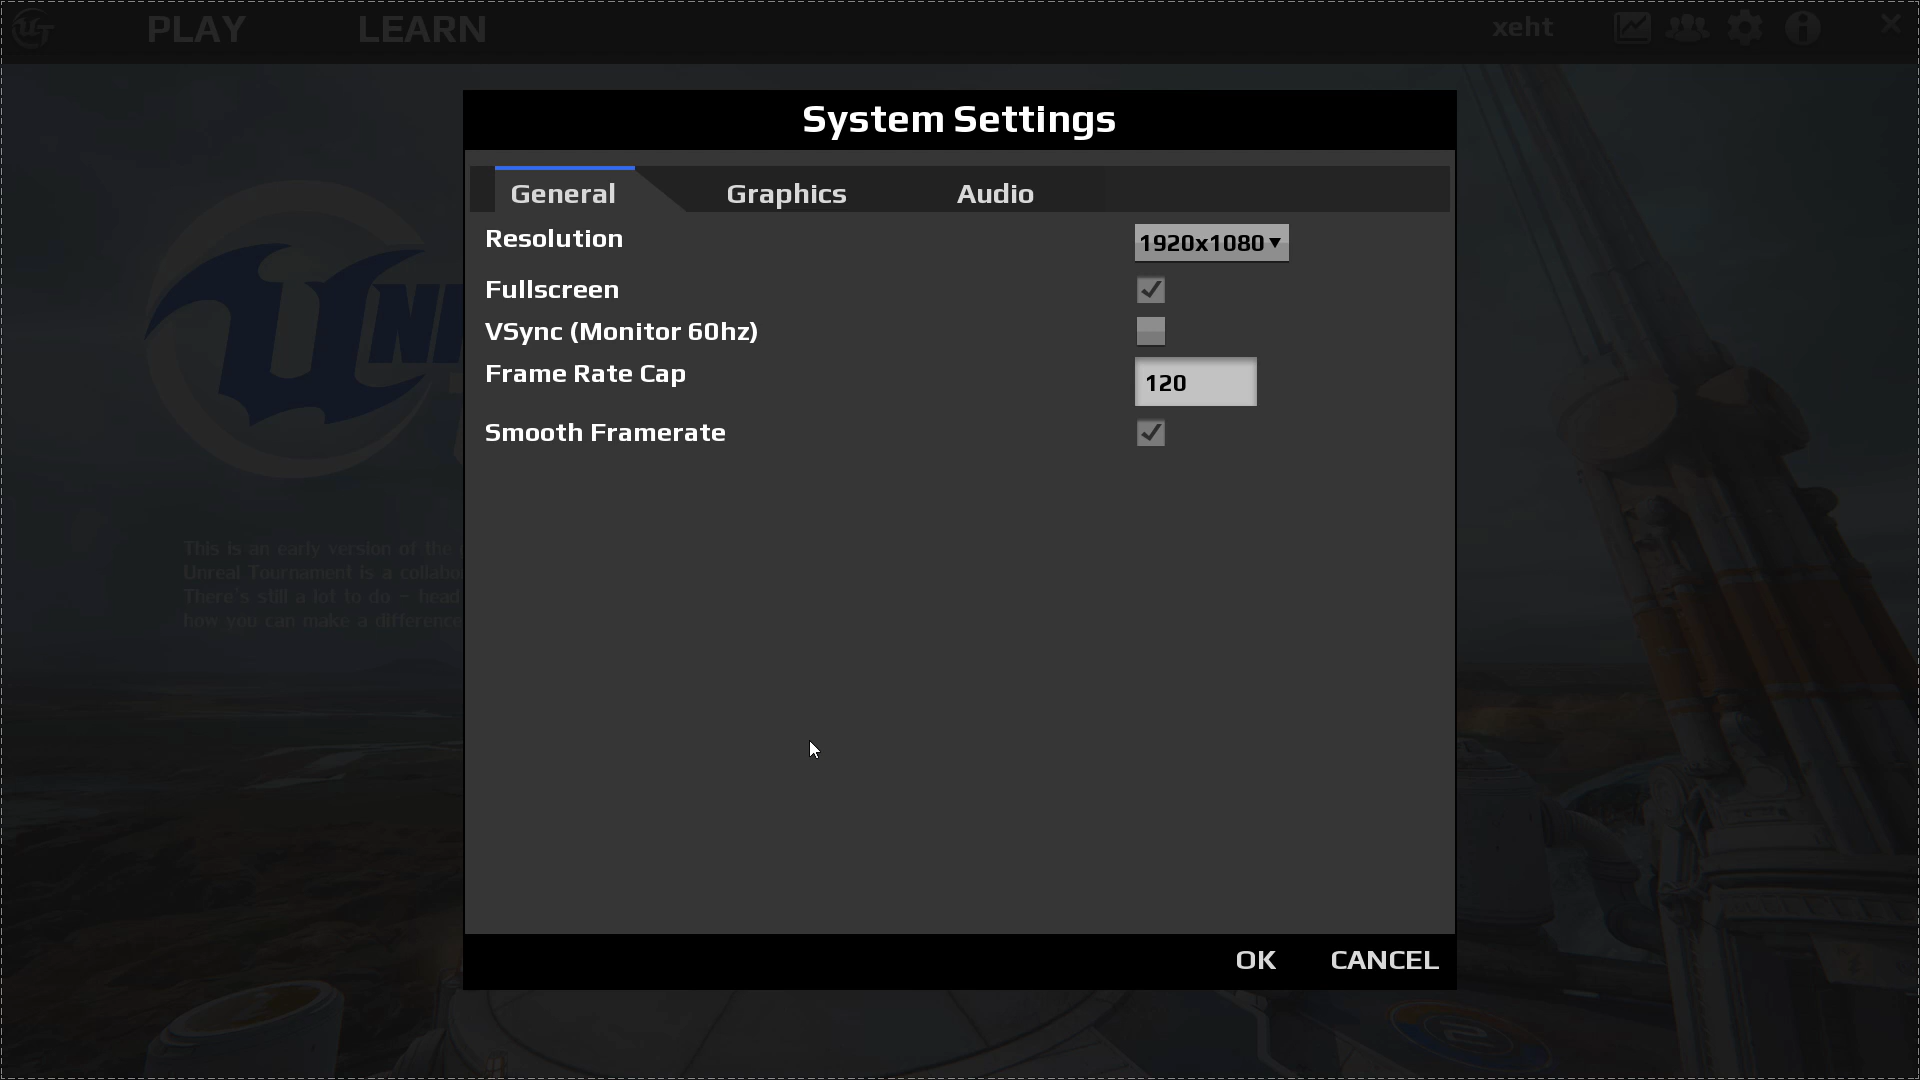 PLAY LEARN xeht
System Settings
General Graphics Audio
Resolution 1920x1080
Fullscreen
VSync (Monitor 60hz)
Frame Rate Cap 120
Smooth Framerate
This is an early version of the
Unreal Tournament is a collabo
There's still a lot to do - head
how you can make a difference
OK CANCEL